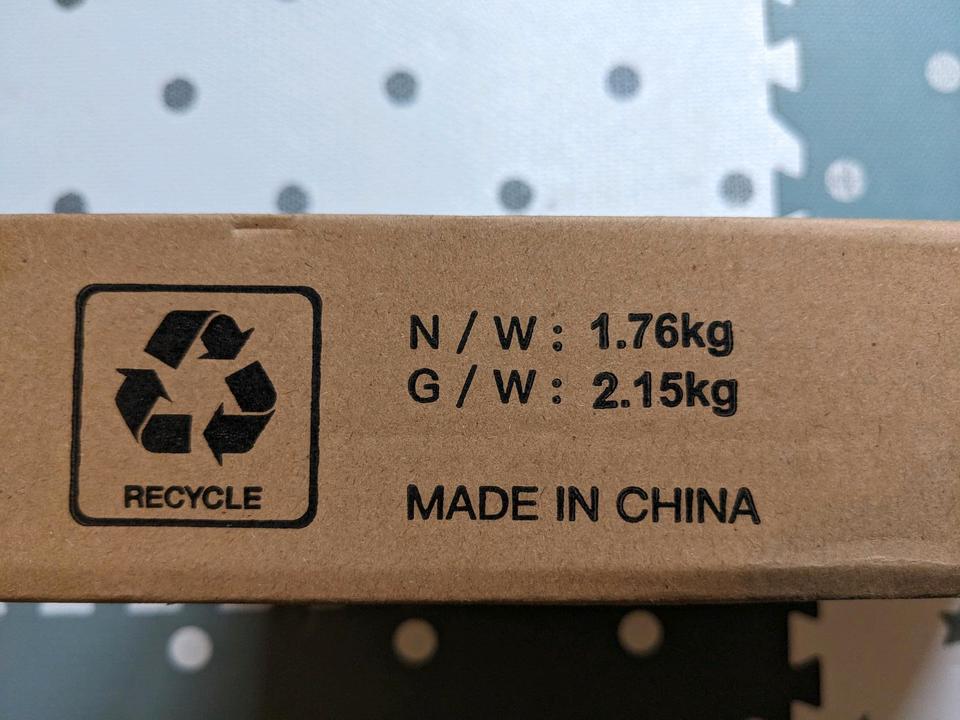 N / W : 1.76kg
G / W : 2.15kg
RECYCLE
MADE IN CHINA